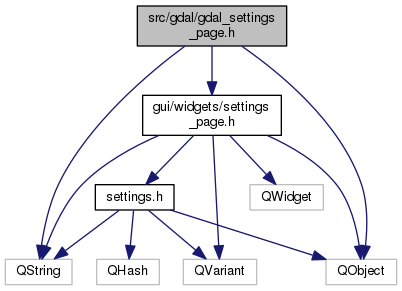 src/gdal/gdal_settings
_page.h
gui/widgets/settings
_page.h
settings.h
QWidget
QString
QHash
QVariant
QObject